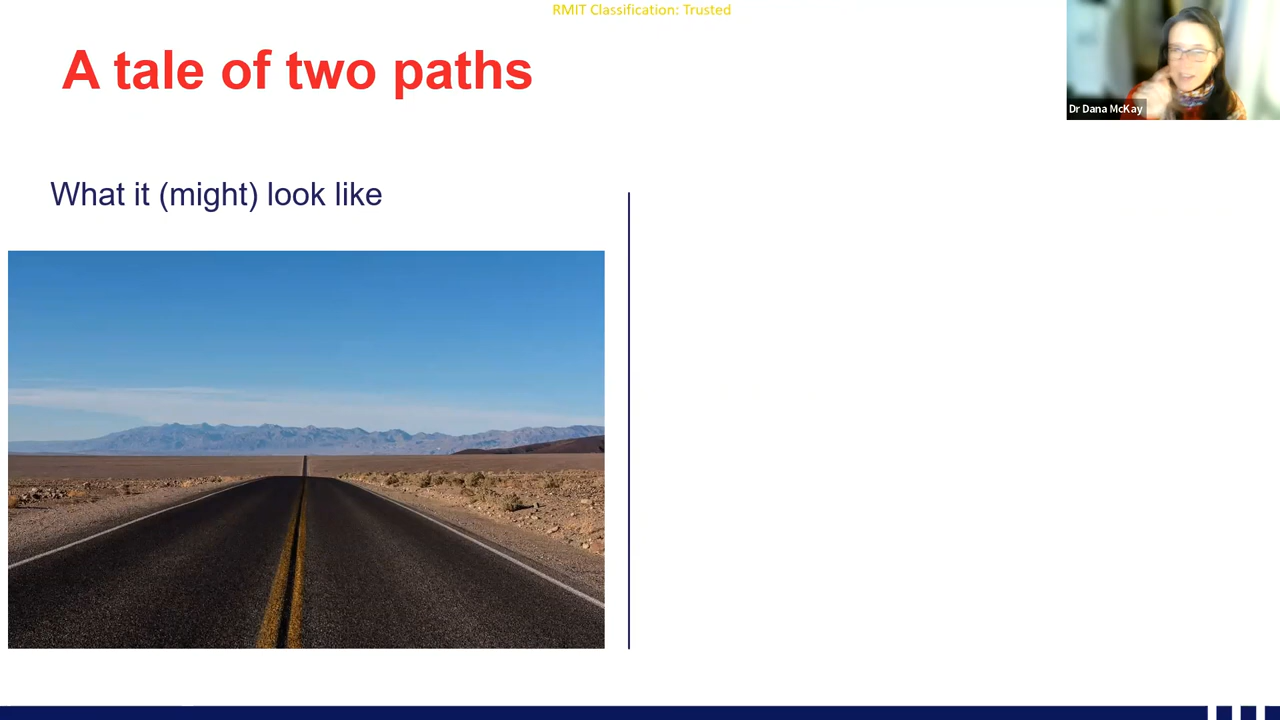 RMIT Classification: Trusted
A tale of two paths
Dr Dana McKay
What it (might) look like